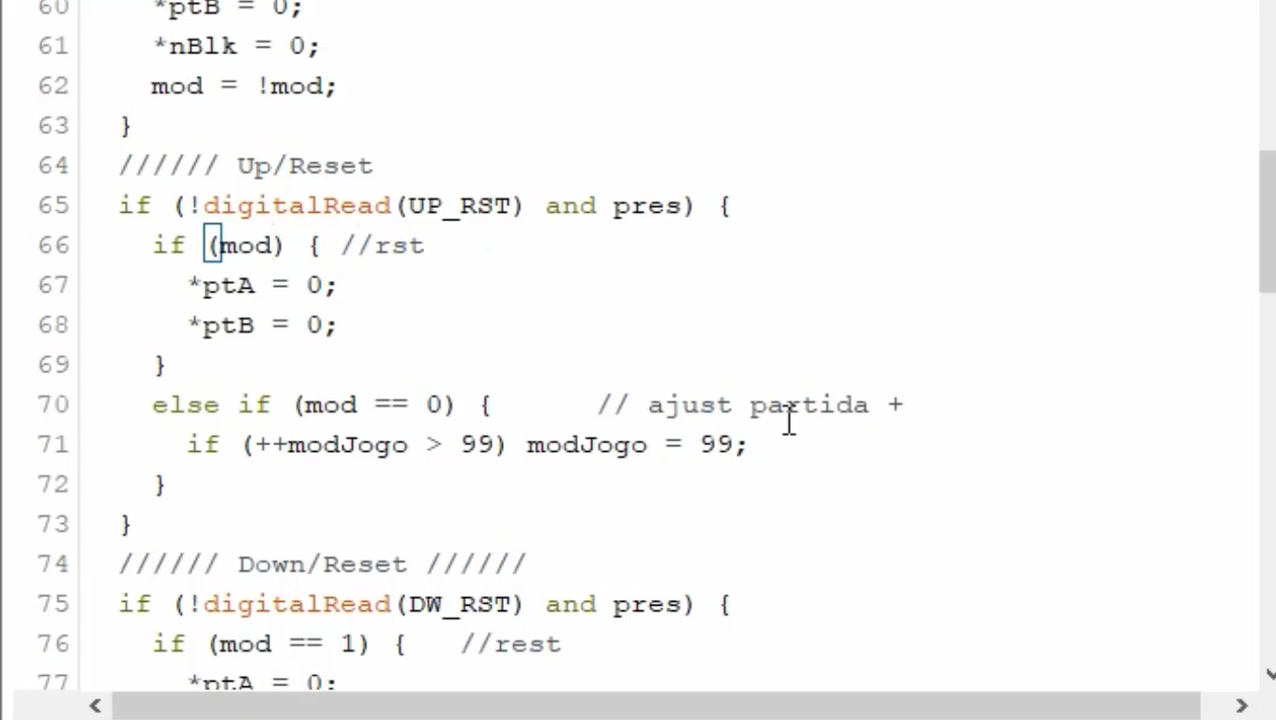 60 *ptB = 0;
61 *nBlk = 0;
62 mod = !mod;
63 }
64 ////// Up/Reset
65 if (!digitalRead(UP_RST) and pres) {
66 if (mod) { //rst
67 *ptA = 0;
68 *ptB = 0;
69 }
70 else if (mod == 0) { // ajust partida +
71 if (++modJogo > 99) modJogo = 99;
72 }
73 }
74 ////// Down/Reset //////
75 if (!digitalRead(DW_RST) and pres) {
76 if (mod == 1) { //rest
77 *ptA = 0;